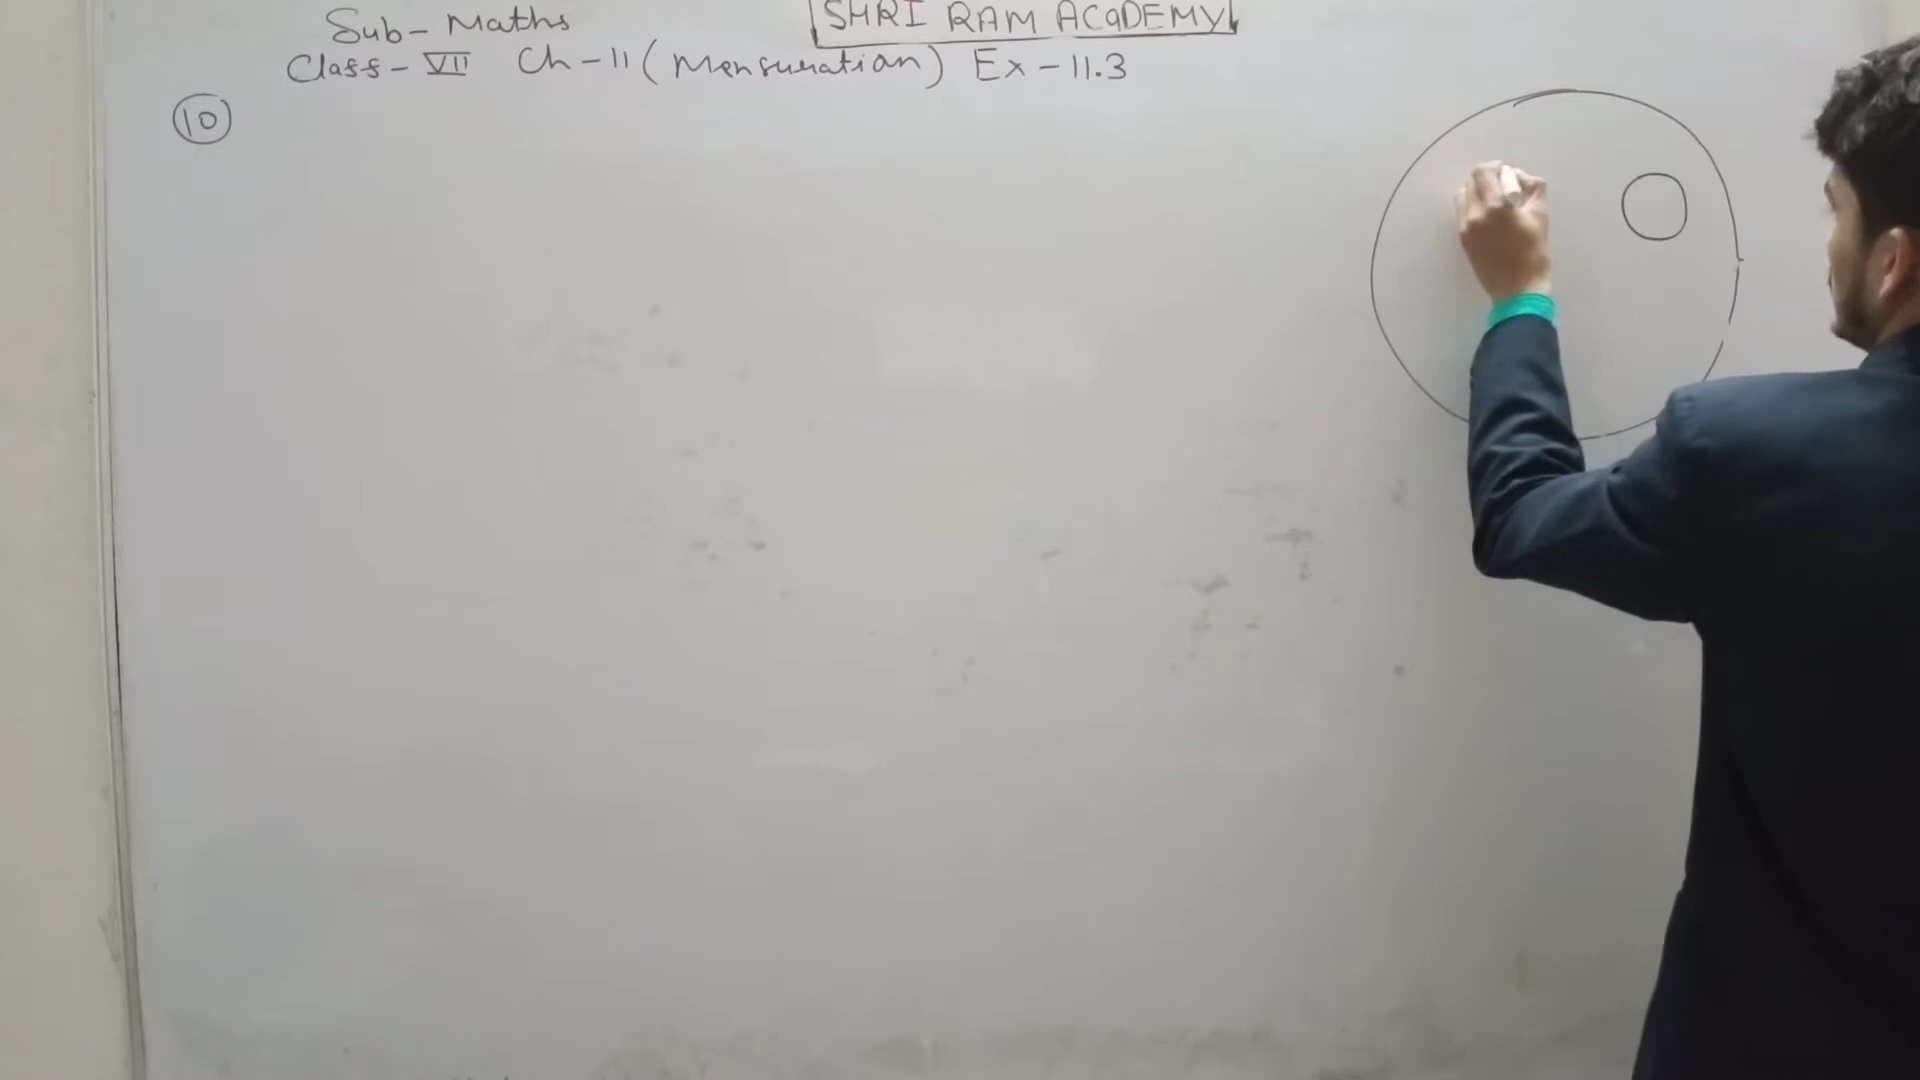 SHRI RAM ACADEMY
Sub- Maths
Class- VII Ch-11 (Mensuration) Ex-11.3
10